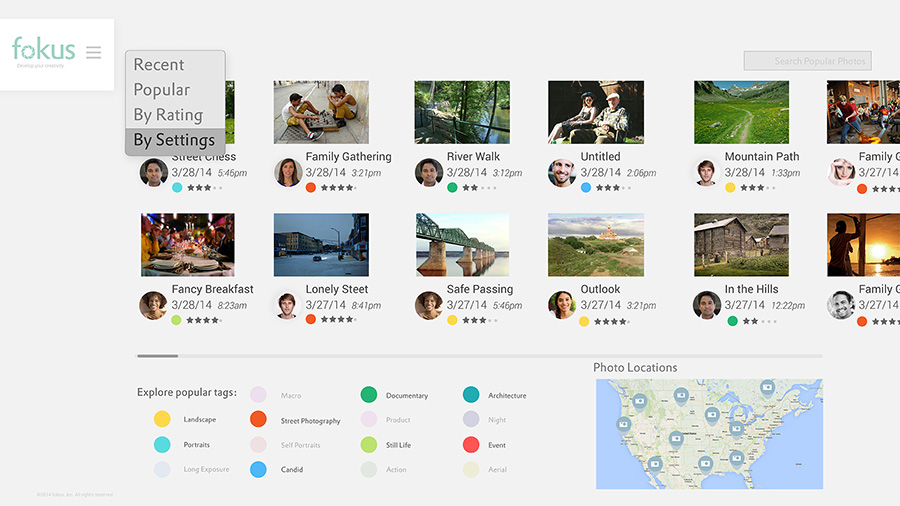 fokus
Develop your creativity
Recent
Popular
By Rating
By Settings
Search Popular Photos
Street Chess
3/28/14 5:46pm
Family Gathering
3/28/14 3:21pm
River Walk
3/28/14 3:12pm
Untitled
3/28/14 2:06pm
Mountain Path
3/28/14 1:33pm
Family G
3/28/14
Fancy Breakfast
3/28/14 8:23am
Lonely Steet
3/27/14 8:41pm
Safe Passing
3/27/14 5:46pm
Outlook
3/27/14 3:21pm
In the Hills
3/27/14 12:22pm
Family G
3/27/14
Explore popular tags:
Landscape
Portraits
Long Exposure
Macro
Street Photography
Self Portraits
Candid
Documentary
Product
Still Life
Action
Architecture
Night
Event
Aerial
Photo Locations